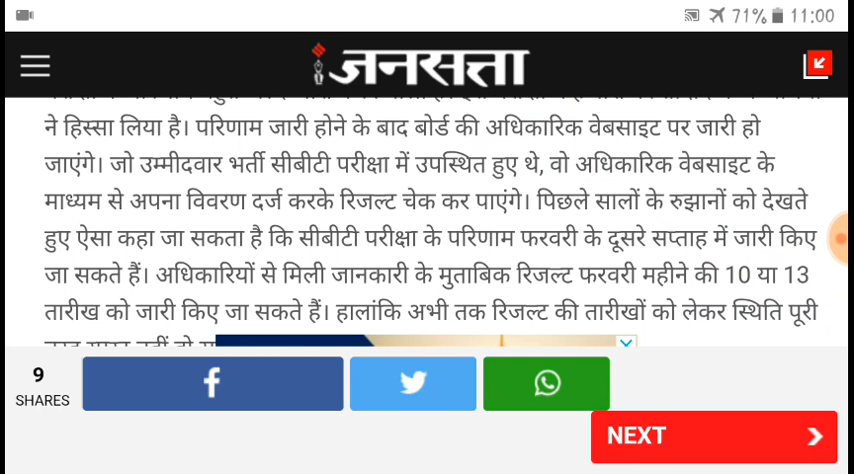 71% 11:00
जनसत्ता
ने हिस्सा लिया है। परिणाम जारी होने के बाद बोर्ड की अधिकारिक वेबसाइट पर जारी हो
जाएंगे। जो उम्मीदवार भर्ती सीबीटी परीक्षा में उपस्थित हुए थे, वो अधिकारिक वेबसाइट के
माध्यम से अपना विवरण दर्ज करके रिजल्ट चेक कर पाएंगे। पिछले सालों के रुझानों को देखते
हुए ऐसा कहा जा सकता है कि सीबीटी परीक्षा के परिणाम फरवरी के दूसरे सप्ताह में जारी किए
जा सकते हैं। अधिकारियों से मिली जानकारी के मुताबिक रिजल्ट फरवरी महीने की 10 या 13
तारीख को जारी किए जा सकते हैं। हालांकि अभी तक रिजल्ट की तारीखों को लेकर स्थिति पूरी
9
SHARES
NEXT